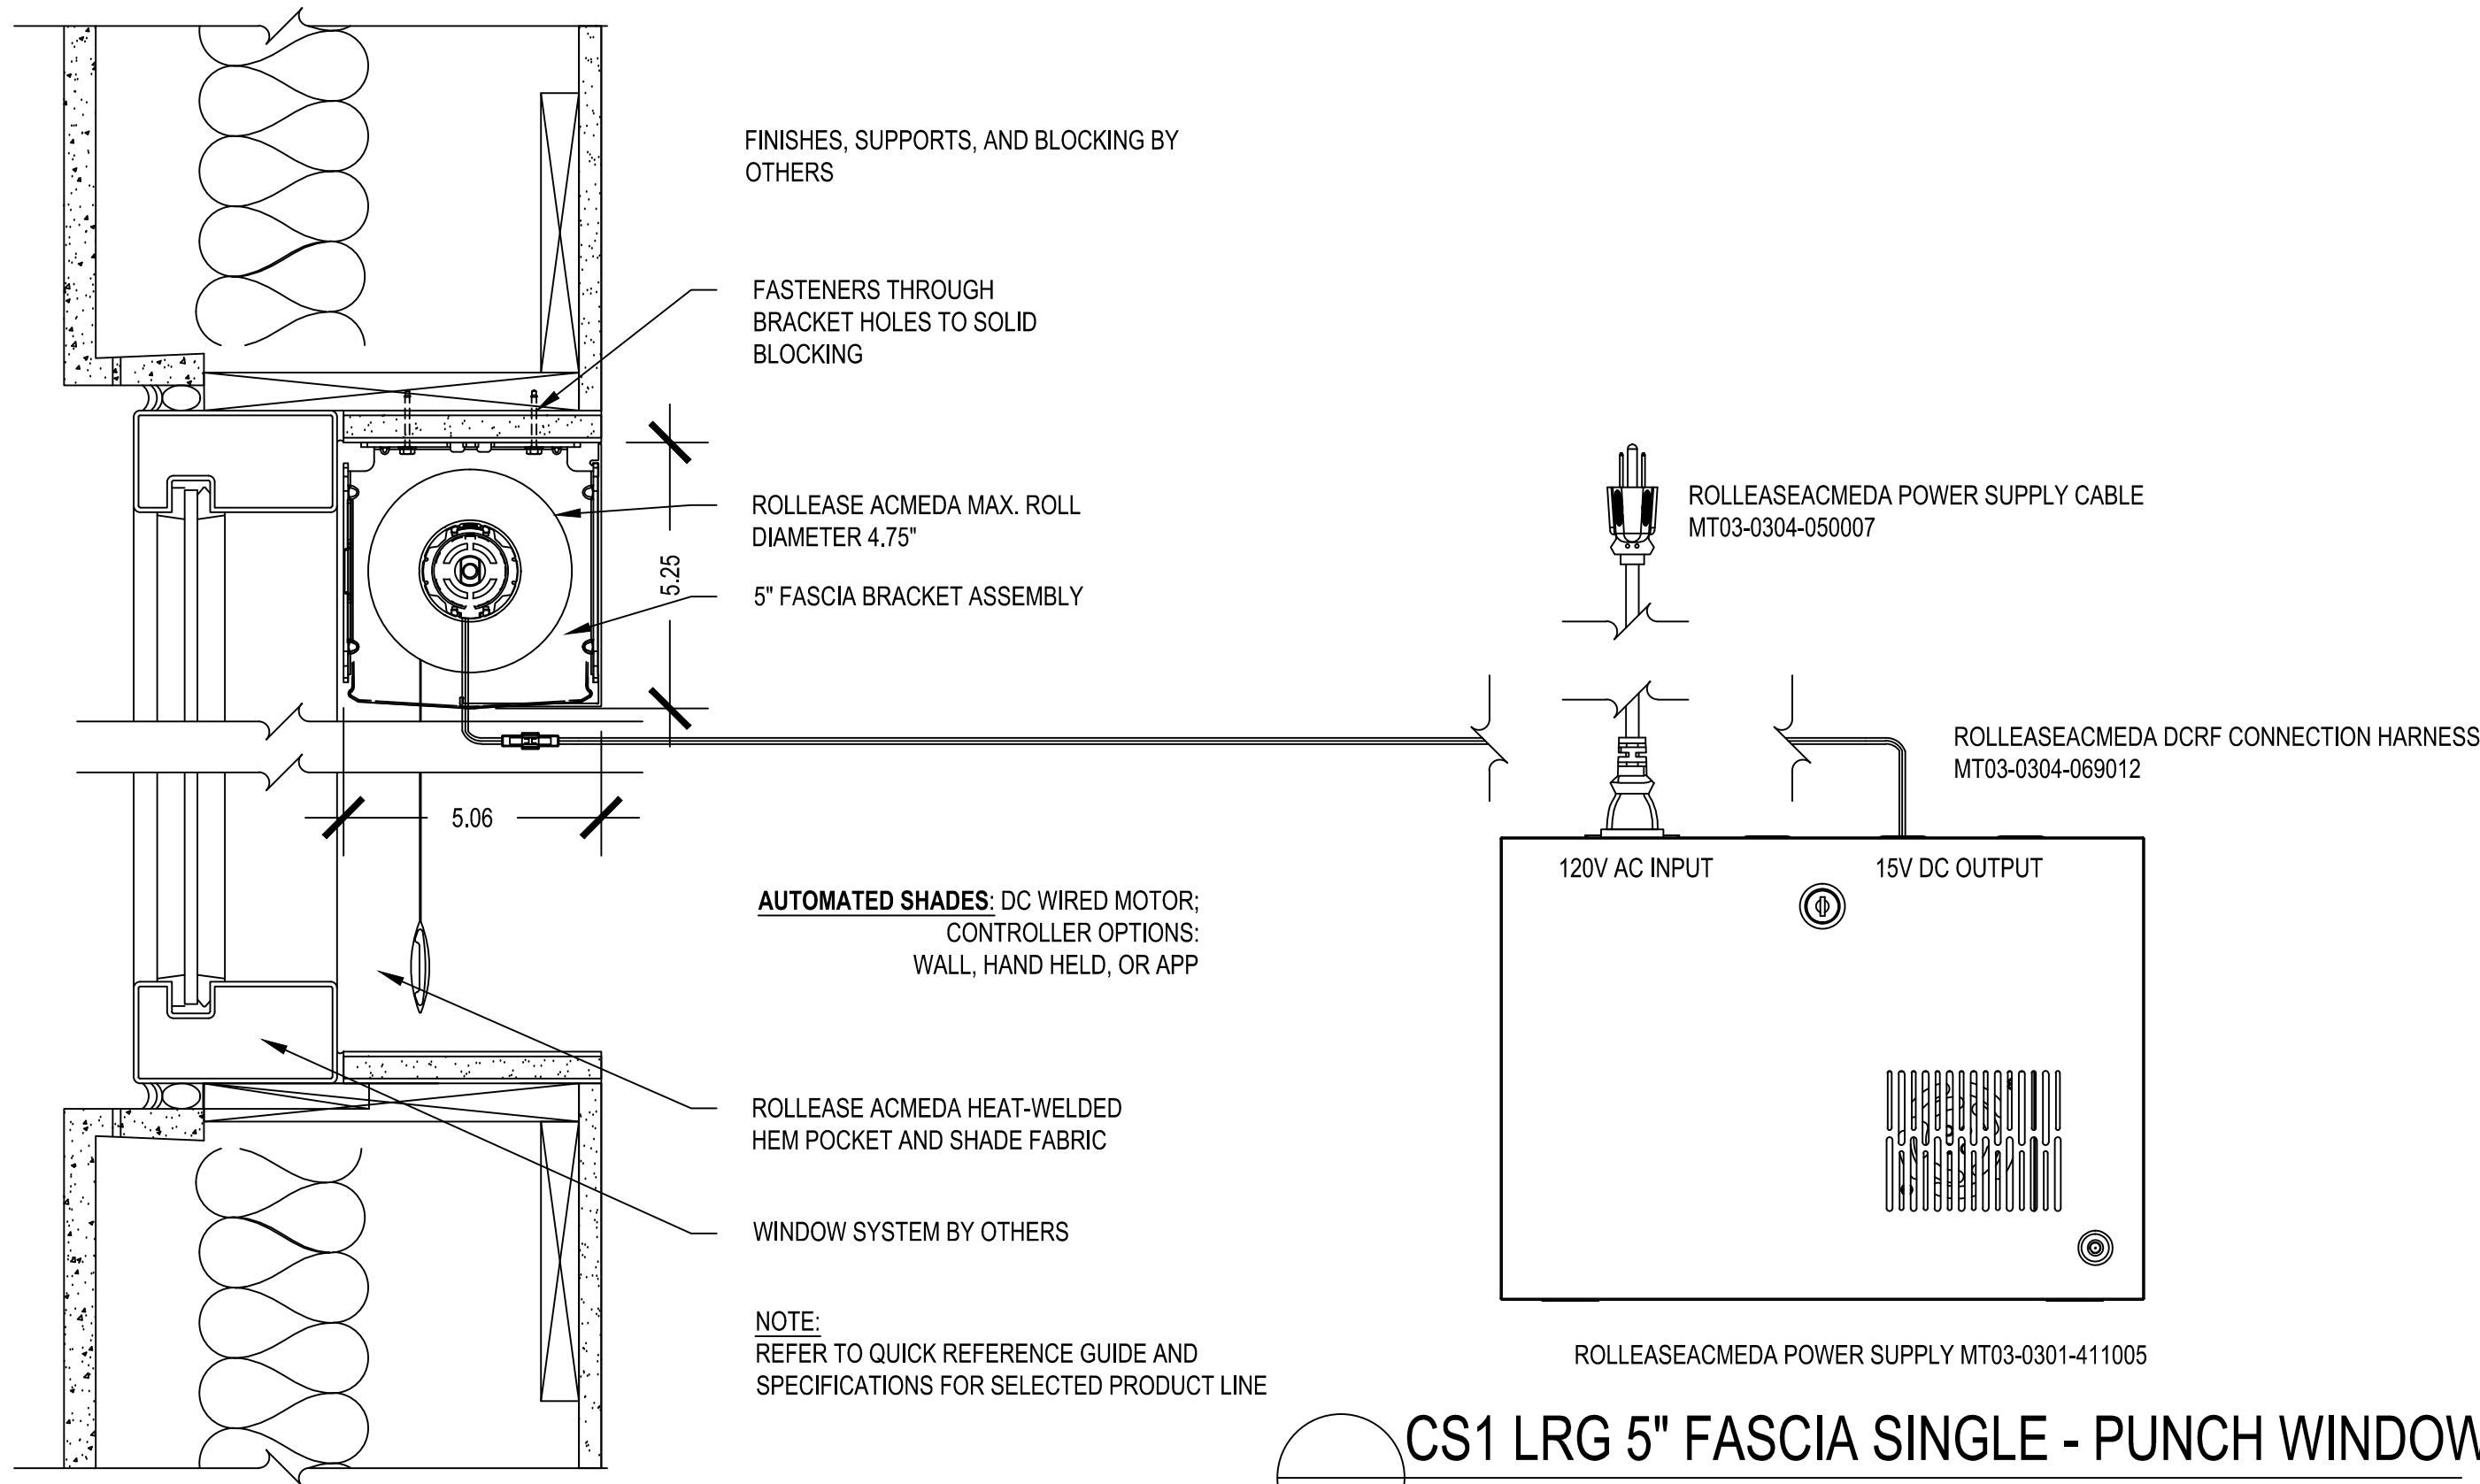 FINISHES, SUPPORTS, AND BLOCKING BY
OTHERS
FASTENERS THROUGH
BRACKET HOLES TO SOLID
BLOCKING
ROLLEASE ACMEDA MAX. ROLL
DIAMETER 4.75"
5.25
5" FASCIA BRACKET ASSEMBLY
ROLLEASEACMEDA POWER SUPPLY CABLE
MT03-0304-050007
ROLLEASEACMEDA DCRF CONNECTION HARNESS
MT03-0304-069012
5.06
120V AC INPUT
15V DC OUTPUT
AUTOMATED SHADES: DC WIRED MOTOR;
CONTROLLER OPTIONS:
WALL, HAND HELD, OR APP
ROLLEASE ACMEDA HEAT-WELDED
HEM POCKET AND SHADE FABRIC
WINDOW SYSTEM BY OTHERS
NOTE:
REFER TO QUICK REFERENCE GUIDE AND
SPECIFICATIONS FOR SELECTED PRODUCT LINE
ROLLEASEACMEDA POWER SUPPLY MT03-0301-411005
CS1 LRG 5" FASCIA SINGLE - PUNCH WINDOW